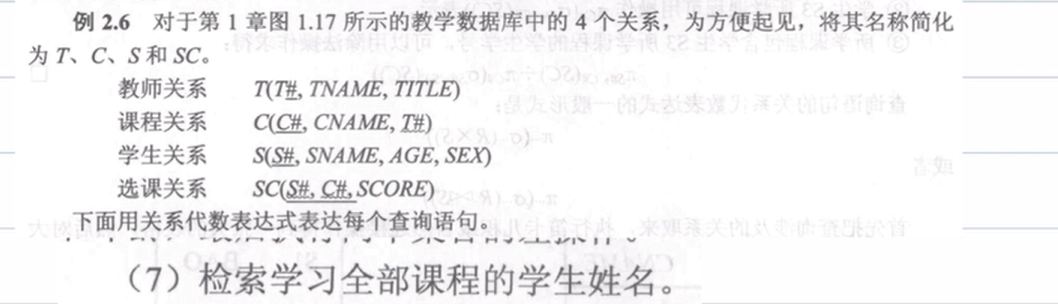 例 2.6 对于第 1 章图 1.17 所示的教学数据库中的 4 个关系，为方便起见，将其名称简化
为 T、C、S 和 SC。
教师关系 T(T#, TNAME, TITLE)
课程关系 C(C#, CNAME, T#)
学生关系 S(S#, SNAME, AGE, SEX)
选课关系 SC(S#, C#, SCORE)
下面用关系代数表达式表达每个查询语句。
（7）检索学习全部课程的学生姓名。